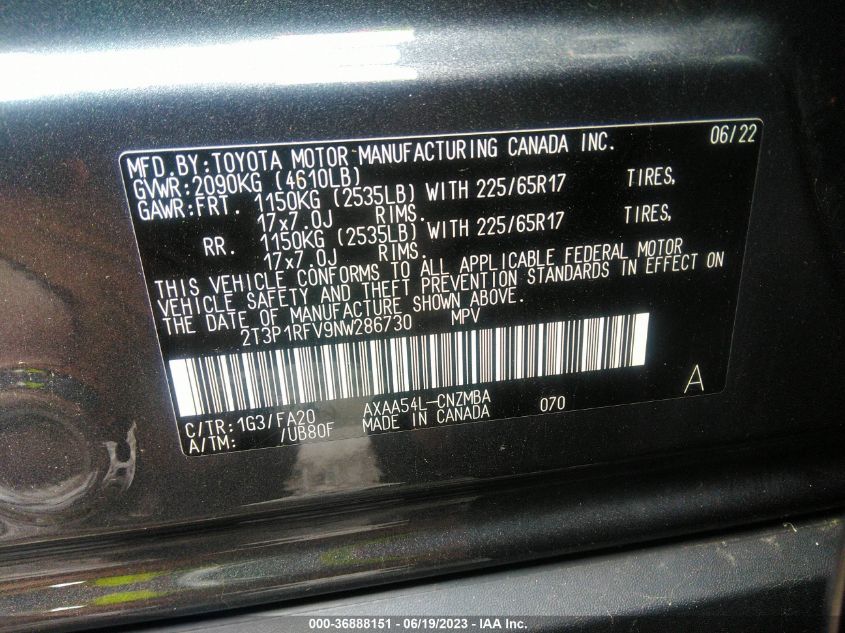 MFD.BY:TOYOTA MOTOR MANUFACTURING CANADA INC. 06/22
GVWR:2090KG (4610LB)
GAWR:FRT. 1150KG (2535LB) WITH 225/65R17 TIRES,
17x7.0J RIMS.
RR. 1150KG (2535LB) WITH 225/65R17 TIRES,
17x7.0J RIMS.
THIS VEHICLE CONFORMS TO ALL APPLICABLE FEDERAL MOTOR
VEHICLE SAFETY AND THEFT PREVENTION STANDARDS IN EFFECT ON
THE DATE OF MANUFACTURE SHOWN ABOVE.
2T3P1RFV9NW286730 MPV
A
C/TR:1G3/FA20 AXAA54L-CNZMBA 070
A/TM: /UB80F MADE IN CANADA
000-36888151 - 06/19/2023 - IAA Inc.